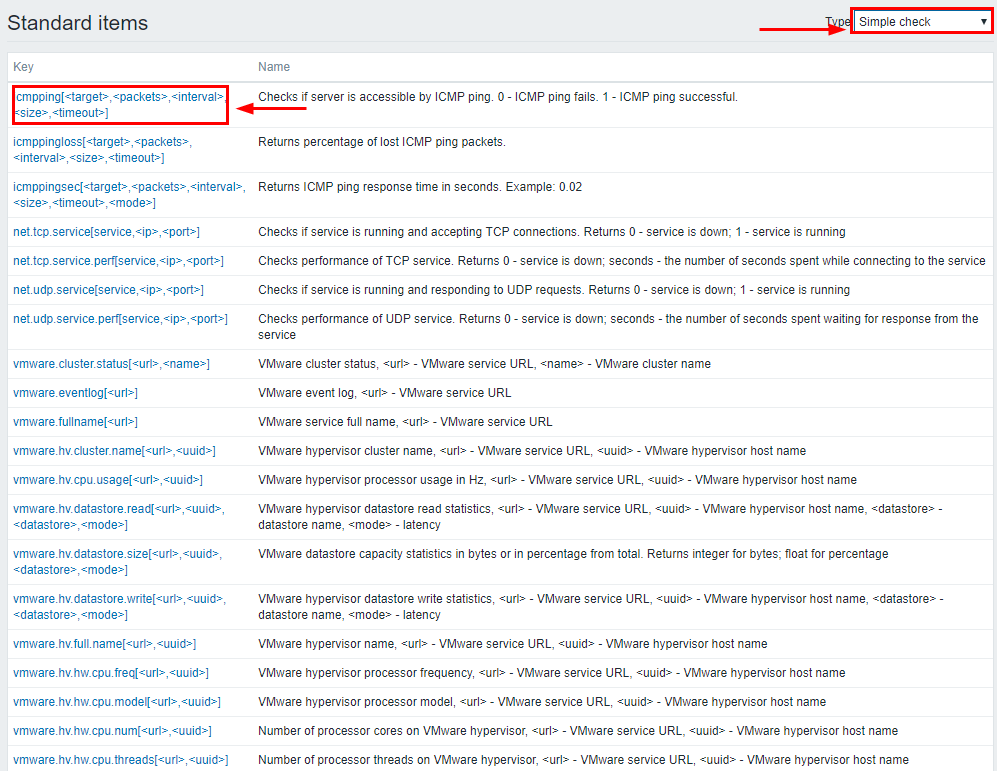 Standard items
Type Simple check
Key Name
icmpping[<target>,<packets>,<interval>, Checks if server is accessible by ICMP ping. 0 - ICMP ping fails. 1 - ICMP ping successful.
<size>,<timeout>]
icmppingloss[<target>,<packets>, Returns percentage of lost ICMP ping packets.
<interval>,<size>,<timeout>]
icmppingsec[<target>,<packets>,<interval>, Returns ICMP ping response time in seconds. Example: 0.02
<size>,<timeout>,<mode>]
net.tcp.service[service,<ip>,<port>] Checks if service is running and accepting TCP connections. Returns 0 - service is down; 1 - service is running
net.tcp.service.perf[service,<ip>,<port>] Checks performance of TCP service. Returns 0 - service is down; seconds - the number of seconds spent while connecting to the service
net.udp.service[service,<ip>,<port>] Checks if service is running and responding to UDP requests. Returns 0 - service is down; 1 - service is running
net.udp.service.perf[service,<ip>,<port>] Checks performance of UDP service. Returns 0 - service is down; seconds - the number of seconds spent waiting for response from the
service
vmware.cluster.status[<url>,<name>] VMware cluster status, <url> - VMware service URL, <name> - VMware cluster name
vmware.eventlog[<url>] VMware event log, <url> - VMware service URL
vmware.fullname[<url>] VMware service full name, <url> - VMware service URL
vmware.hv.cluster.name[<url>,<uuid>] VMware hypervisor cluster name, <url> - VMware service URL, <uuid> - VMware hypervisor host name
vmware.hv.cpu.usage[<url>,<uuid>] VMware hypervisor processor usage in Hz, <url> - VMware service URL, <uuid> - VMware hypervisor host name
vmware.hv.datastore.read[<url>,<uuid>, VMware hypervisor datastore read statistics, <url> - VMware service URL, <uuid> - VMware hypervisor host name, <datastore> -
<datastore>,<mode>] datastore name, <mode> - latency
vmware.hv.datastore.size[<url>,<uuid>, VMware datastore capacity statistics in bytes or in percentage from total. Returns integer for bytes; float for percentage
<datastore>,<mode>]
vmware.hv.datastore.write[<url>,<uuid>, VMware hypervisor datastore write statistics, <url> - VMware service URL, <uuid> - VMware hypervisor host name, <datastore> -
<datastore>,<mode>] datastore name, <mode> - latency
vmware.hv.full.name[<url>,<uuid>] VMware hypervisor name, <url> - VMware service URL, <uuid> - VMware hypervisor host name
vmware.hv.hw.cpu.freq[<url>,<uuid>] VMware hypervisor processor frequency, <url> - VMware service URL, <uuid> - VMware hypervisor host name
vmware.hv.hw.cpu.model[<url>,<uuid>] VMware hypervisor processor model, <url> - VMware service URL, <uuid> - VMware hypervisor host name
vmware.hv.hw.cpu.num[<url>,<uuid>] Number of processor cores on VMware hypervisor, <url> - VMware service URL, <uuid> - VMware hypervisor host name
vmware.hv.hw.cpu.threads[<url>,<uuid>] Number of processor threads on VMware hypervisor, <url> - VMware service URL, <uuid> - VMware hypervisor host name